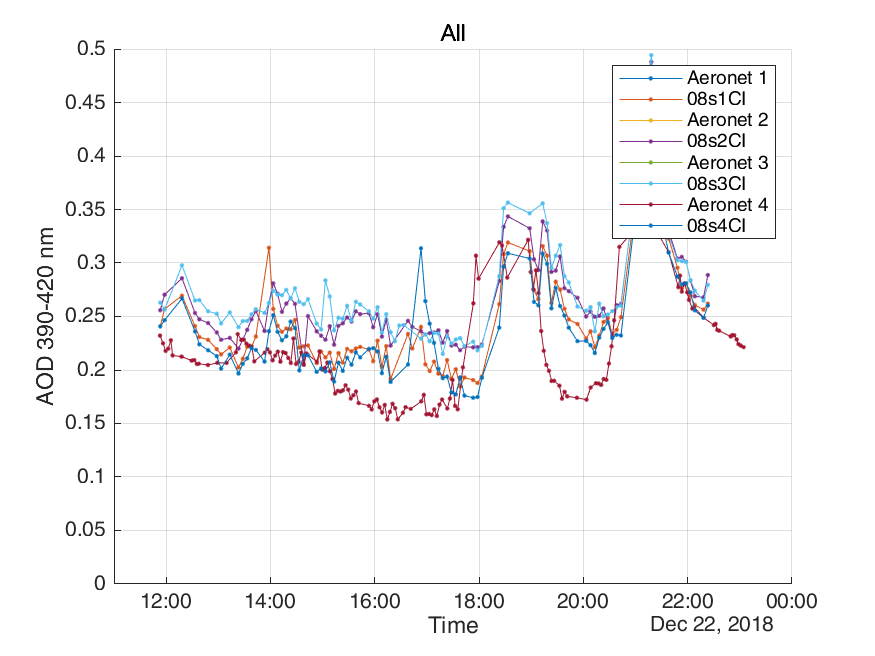 All
0.5
0.45
0.4
0.35
0.3
0.25
0.2
0.15
0.1
0.05
0
AOD 390-420 nm
Aeronet 1
08s1CI
Aeronet 2
08s2CI
Aeronet 3
08s3CI
Aeronet 4
08s4CI
12:00 14:00 16:00 18:00 20:00 22:00 00:00
Time
Dec 22, 2018